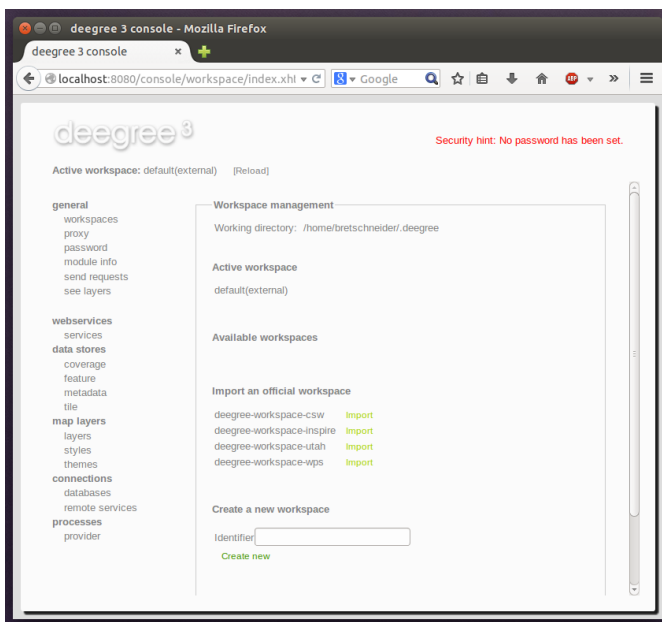 deegree 3 console - Mozilla Firefox
deegree 3 console
localhost:8080/console/workspace/index.xht
Google
ABP
deegree 3
Security hint: No password has been set.
Active workspace: default(external) [Reload]
general
workspaces
proxy
password
module info
send requests
see layers
webservices
services
data stores
coverage
feature
metadata
tile
map layers
layers
styles
themes
connections
databases
remote services
processes
provider
Workspace management
Working directory: /home/bretschneider/.deegree
Active workspace
default(external)
Available workspaces
Import an official workspace
deegree-workspace-csw Import
deegree-workspace-inspire Import
deegree-workspace-utah Import
deegree-workspace-wps Import
Create a new workspace
Identifier
Create new